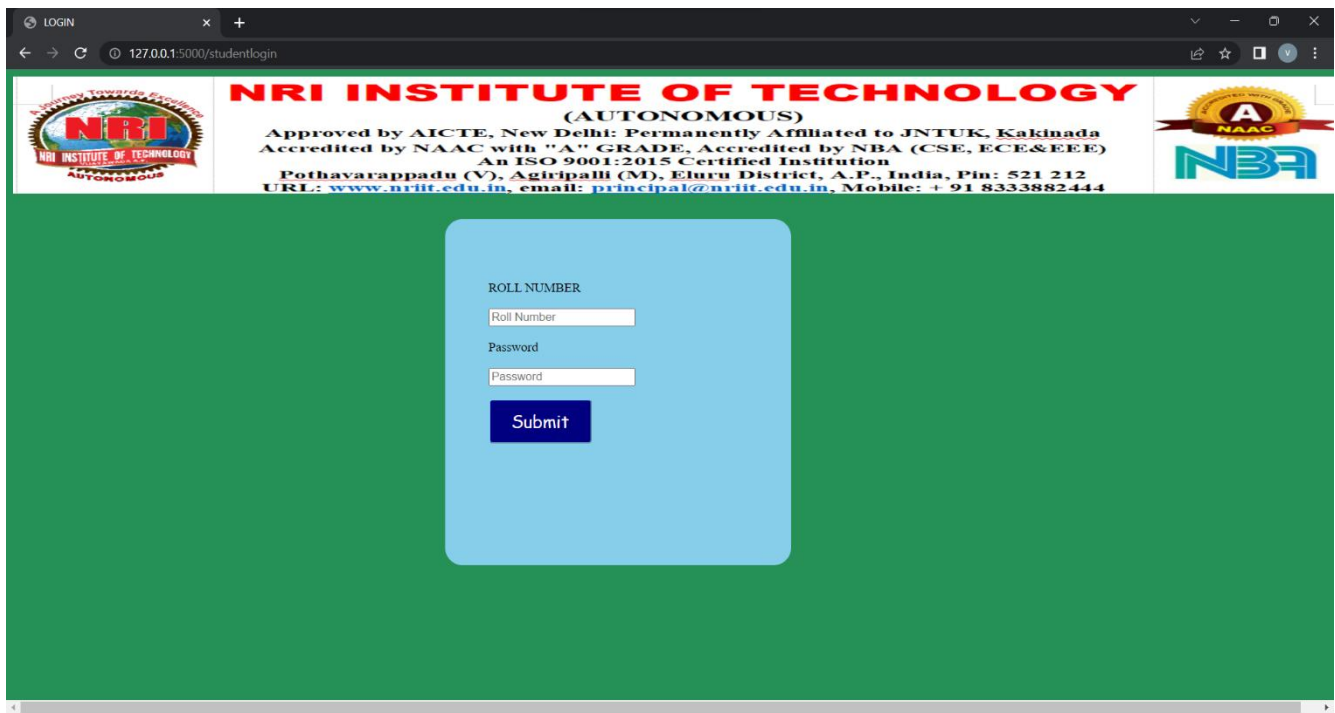 LOGIN
127.0.0.1:5000/studentlogin
V
A Journey Towards Excellence
NRI
NRI INSTITUTE OF TECHNOLOGY
AUTONOMOUS
NRI INSTITUTE OF TECHNOLOGY
(AUTONOMOUS)
Approved by AICTE, New Delhi: Permanently Affiliated to JNTUK, Kakinada
Accredited by NAAC with "A" GRADE, Accredited by NBA (CSE, ECE&EEE)
An ISO 9001:2015 Certified Institution
Pothavarappadu (V), Agiripalli (M), Eluru District, A.P., India, Pin: 521 212
URL: www.nriit.edu.in, email: principal@nriit.edu.in, Mobile: + 91 8333882444
ACCREDITED WITH GRADE
A
NAAC
NBA
ROLL NUMBER
Roll Number
Password
Password
Submit